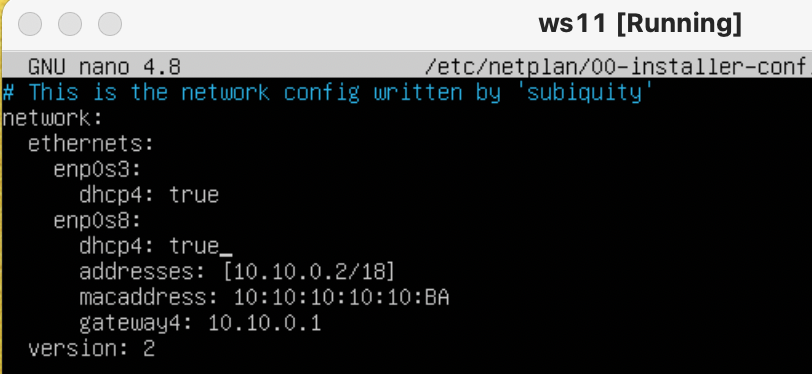 ws11 [Running]
GNU nano 4.8 /etc/netplan/00-installer-conf
# This is the network config written by 'subiquity'
network:
  ethernets:
    enp0s3:
      dhcp4: true
    enp0s8:
      dhcp4: true_
      addresses: [10.10.0.2/18]
      macaddress: 10:10:10:10:10:BA
      gateway4: 10.10.0.1
  version: 2